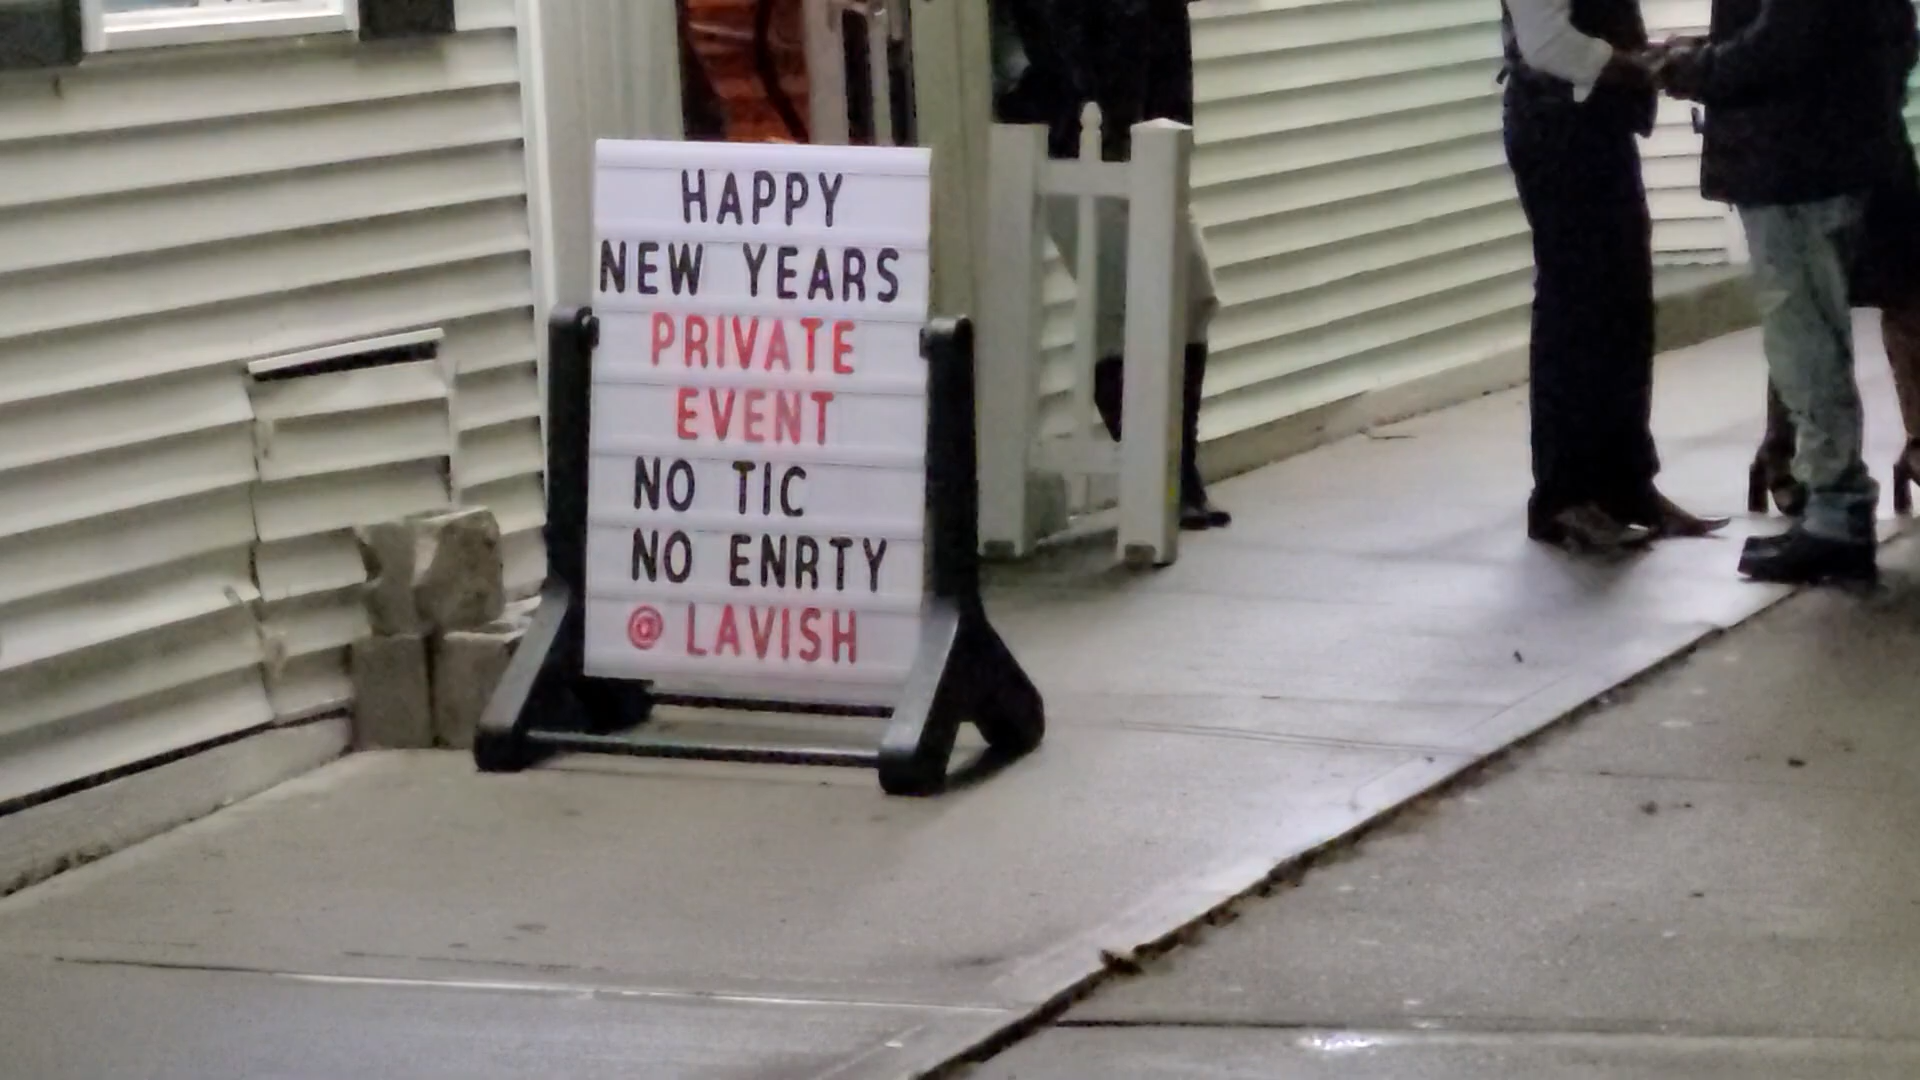 HAPPY
NEW YEARS
PRIVATE
EVENT
NO TIC
NO ENRTY
@ LAVISH